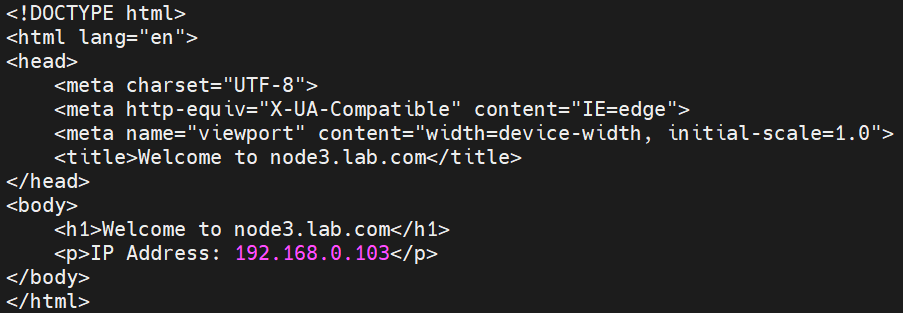 <!DOCTYPE html>
<html lang="en">
<head>
    <meta charset="UTF-8">
    <meta http-equiv="X-UA-Compatible" content="IE=edge">
    <meta name="viewport" content="width=device-width, initial-scale=1.0">
    <title>Welcome to node3.lab.com</title>
</head>
<body>
    <h1>Welcome to node3.lab.com</h1>
    <p>IP Address: 192.168.0.103</p>
</body>
</html>